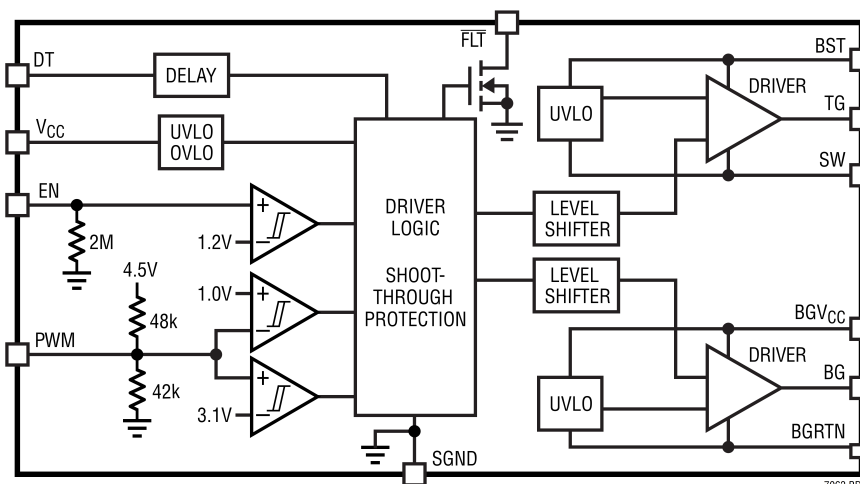 FLT
DT
DELAY
BST
DRIVER
UVLO
TG
VCC
UVLO
OVLO
SW
EN
DRIVER
LOGIC
LEVEL
SHIFTER
2M
1.2V
4.5V
SHOOT-
THROUGH
PROTECTION
LEVEL
SHIFTER
1.0V
48k
BGVCC
PWM
DRIVER
42k
UVLO
BG
3.1V
BGRTN
SGND